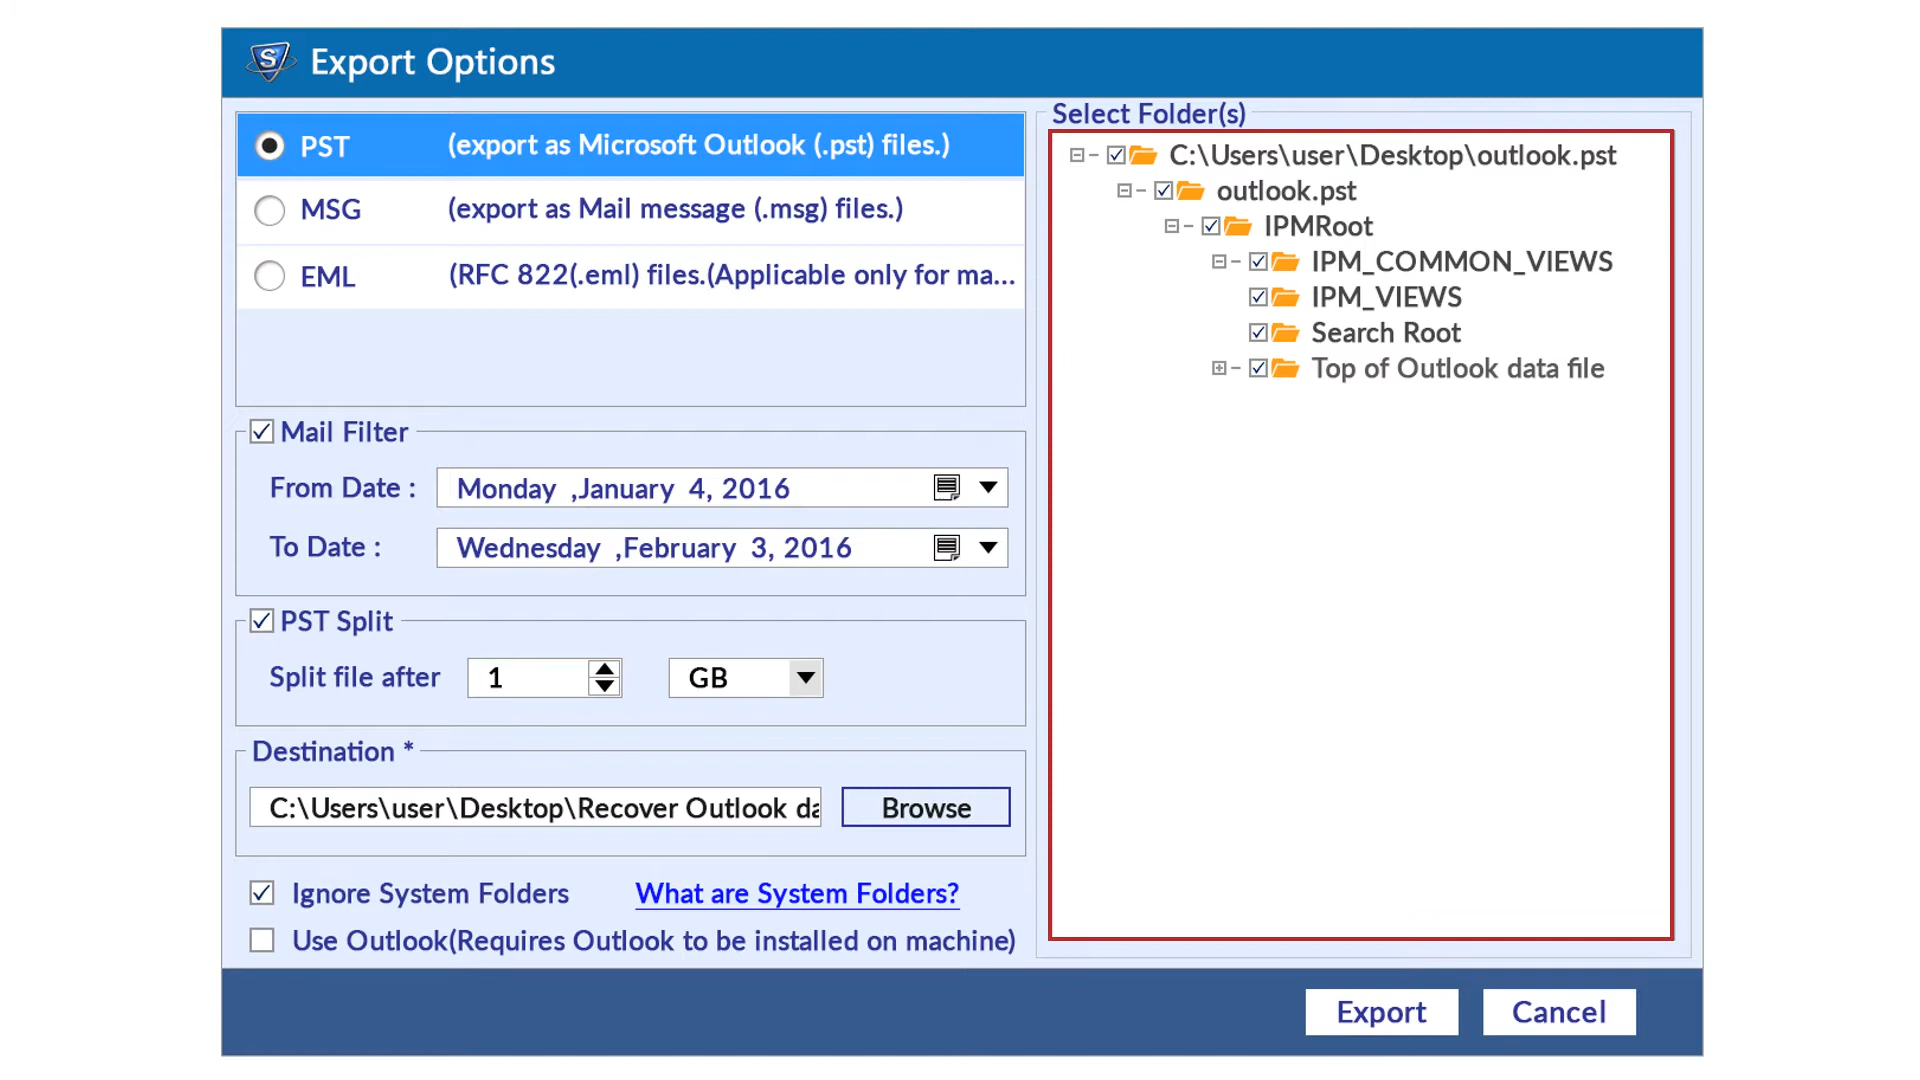 Export Options
PST (export as Microsoft Outlook (.pst) files.)
MSG (export as Mail message (.msg) files.)
EML (RFC 822(.eml) files.(Applicable only for ma...
Mail Filter
From Date : Monday ,January 4, 2016
To Date : Wednesday ,February 3, 2016
PST Split
Split file after 1 GB
Destination *
C:\Users\user\Desktop\Recover Outlook da
Browse
Ignore System Folders What are System Folders?
Use Outlook(Requires Outlook to be installed on machine)
Select Folder(s)
C:\Users\user\Desktop\outlook.pst
outlook.pst
IPMRoot
IPM_COMMON_VIEWS
IPM_VIEWS
Search Root
Top of Outlook data file
Export Cancel